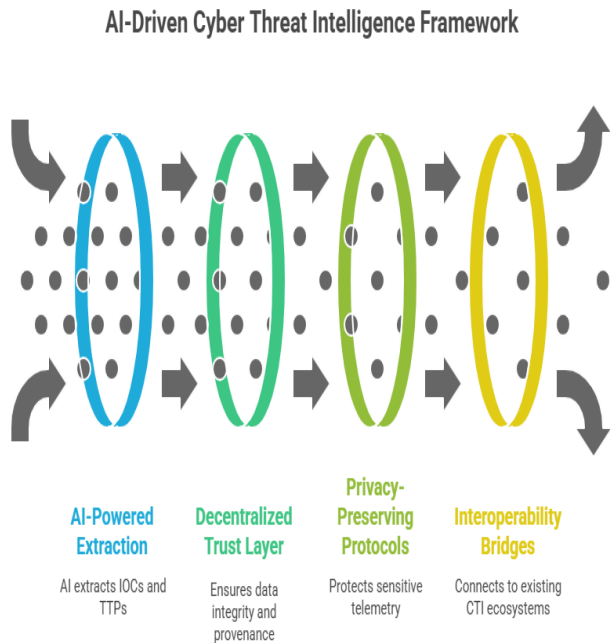 AI-Driven Cyber Threat Intelligence Framework
AI-Powered
Extraction
AI extracts IOCs and
TTPs
Decentralized
Trust Layer
Ensures data
integrity and
provenance
Privacy-
Preserving
Protocols
Protects sensitive
telemetry
Interoperability
Bridges
Connects to existing
CTI ecosystems